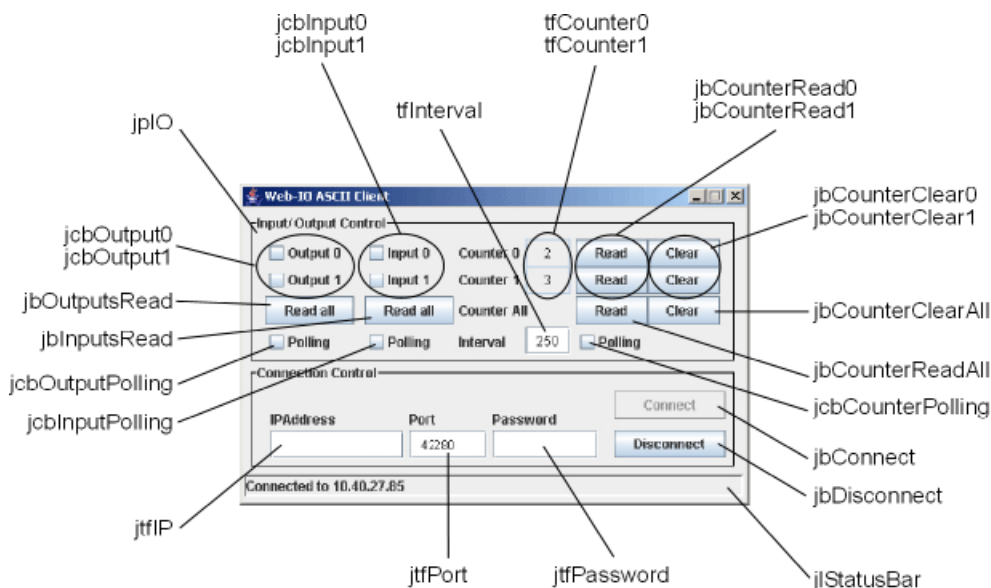 jcbInput0
jcbInput1
tfCounter0
tfCounter1
jbCounterRead0
jbCounterRead1
tfInterval
jpIO
jbCounterClear0
jbCounterClear1
jcbOutput0
jcbOutput1
jbOutputsRead
jbInputsRead
jcbOutputPolling
jcbInputPolling
Web-IO ASCII Client
Input/Output Control
Output 0 Input 0 Counter 0 2 Read Clear
Output 1 Input 1 Counter 1 3 Read Clear
Read all Read all Counter All Read Clear
Polling Polling Interval 250 Polling
Connection Control
Connect
IPAddress Port Password
42280 Disconnect
Connected to 10.40.27.85
jbCounterClearAll
jbCounterReadAll
jcbCounterPolling
jbConnect
jbDisconnect
jtfIP
jtfPort
jtfPassword
jlStatusBar